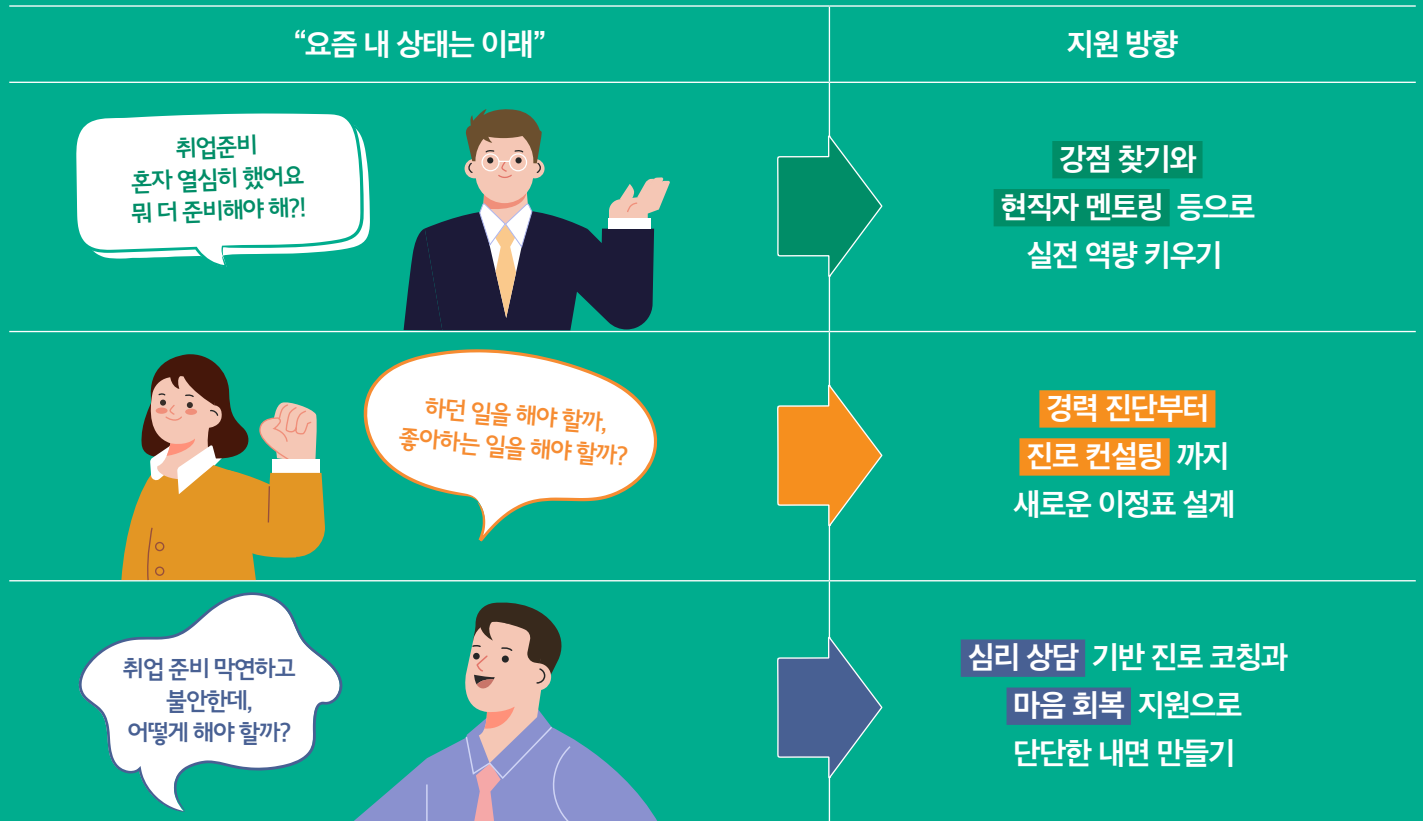 “요즘 내 상태는 이래”
지원 방향
취업준비
혼자 열심히 했어요
뭐 더 준비해야 해?!
강점 찾기와
현직자 멘토링 등으로
실전 역량 키우기
하던 일을 해야 할까,
좋아하는 일을 해야 할까?
경력 진단부터
진로 컨설팅 까지
새로운 이정표 설계
취업 준비 막연하고
불안한데,
어떻게 해야 할까?
심리 상담 기반 진로 코칭과
마음 회복 지원으로
단단한 내면 만들기